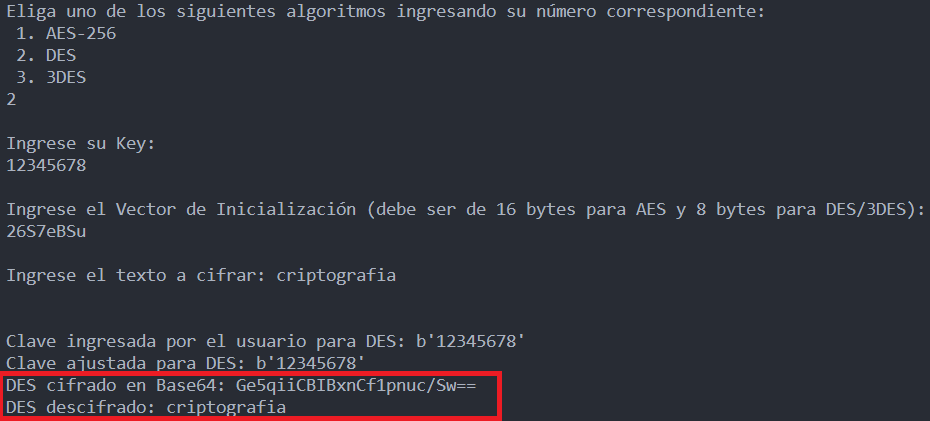 Eliga uno de los siguientes algoritmos ingresando su número correspondiente:
1. AES-256
2. DES
3. 3DES
2
Ingrese su Key:
12345678
Ingrese el Vector de Inicialización (debe ser de 16 bytes para AES y 8 bytes para DES/3DES):
26S7eBSu
Ingrese el texto a cifrar: criptografia
Clave ingresada por el usuario para DES: b'12345678'
Clave ajustada para DES: b'12345678'
DES cifrado en Base64: Ge5qiiCBIBxnCf1pnuc/Sw==
DES descifrado: criptografia